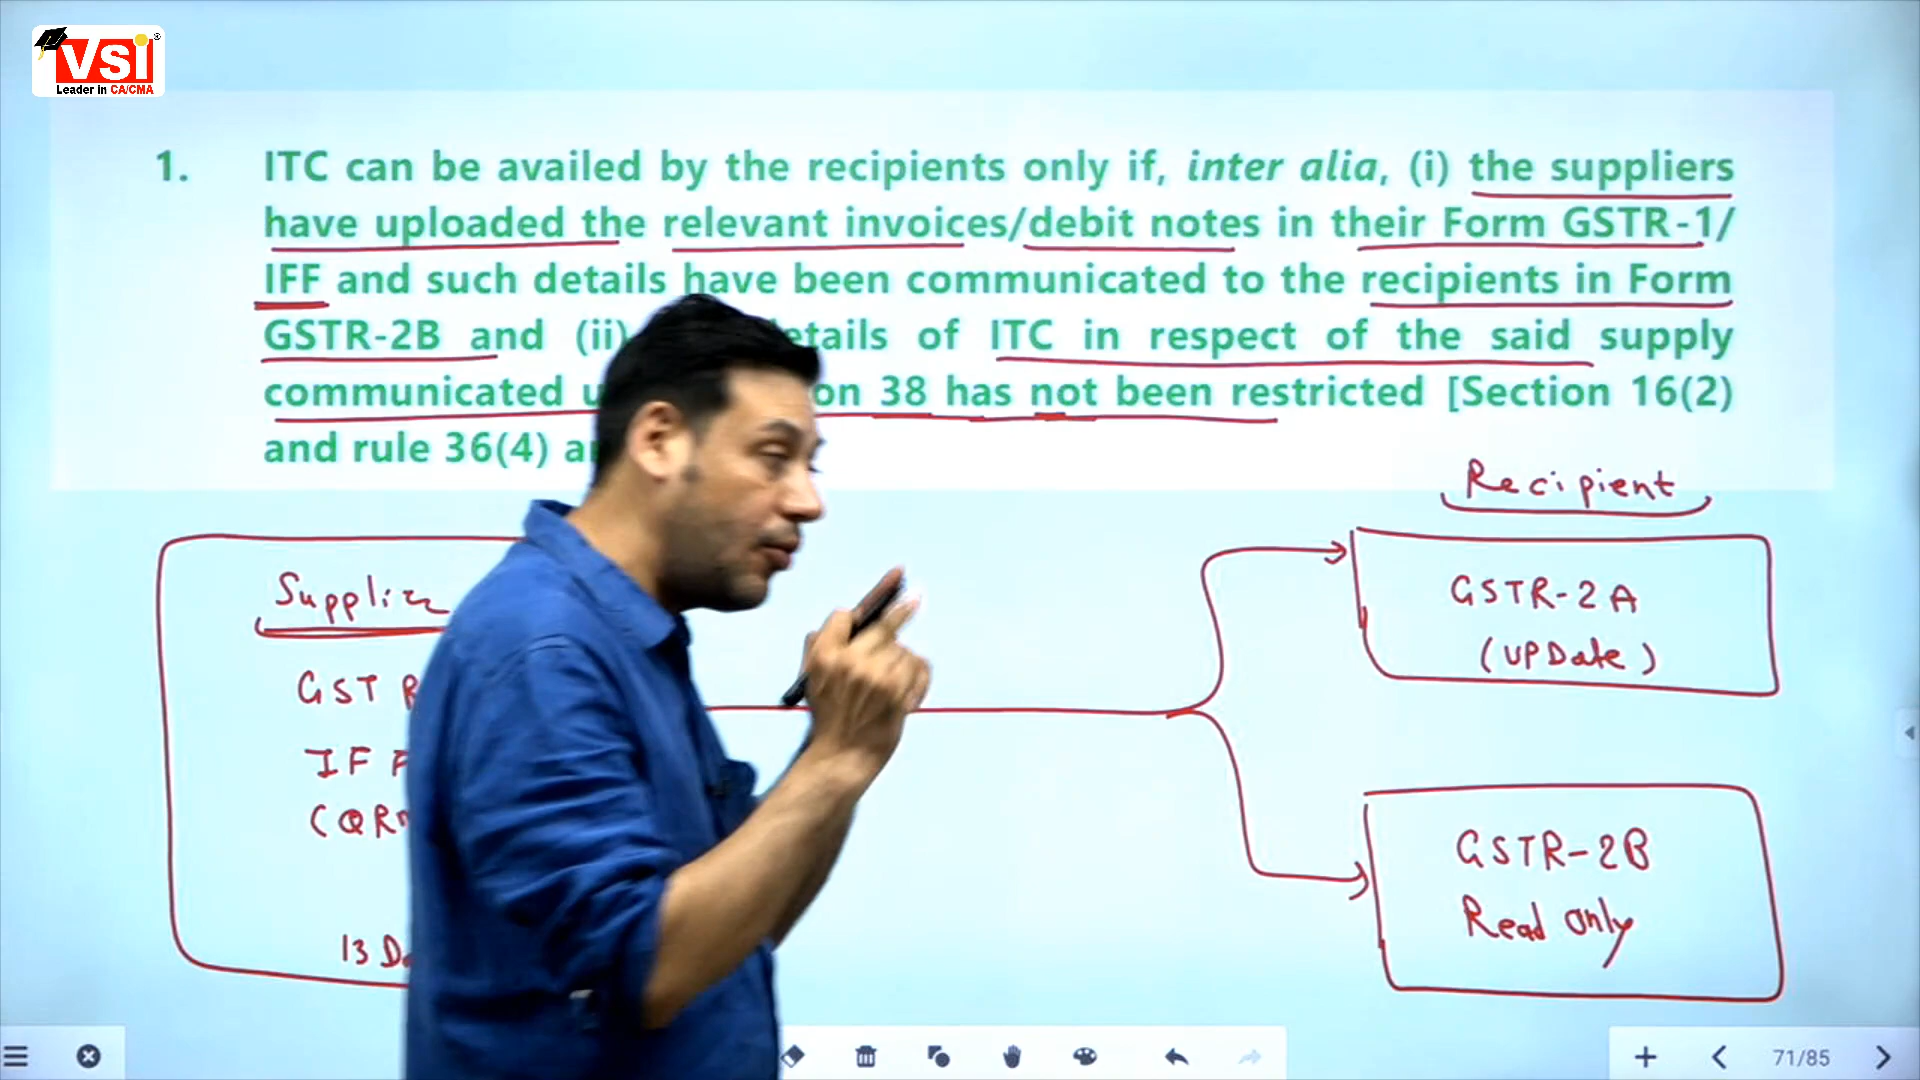 VSI
®
Leader in CA/CMA
1. ITC can be availed by the recipients only if, inter alia, (i) the suppliers
have uploaded the relevant invoices/debit notes in their Form GSTR-1/
IFF and such details have been communicated to the recipients in Form
GSTR-2B and (ii) etails of ITC in respect of the said supply
communicated u on 38 has not been restricted [Section 16(2)
and rule 36(4)
Recipient
Supplier
GST R
IF F
(QRM
13 Da
GSTR-2A
(UPDate)
GSTR-2B
Read Only
71/85